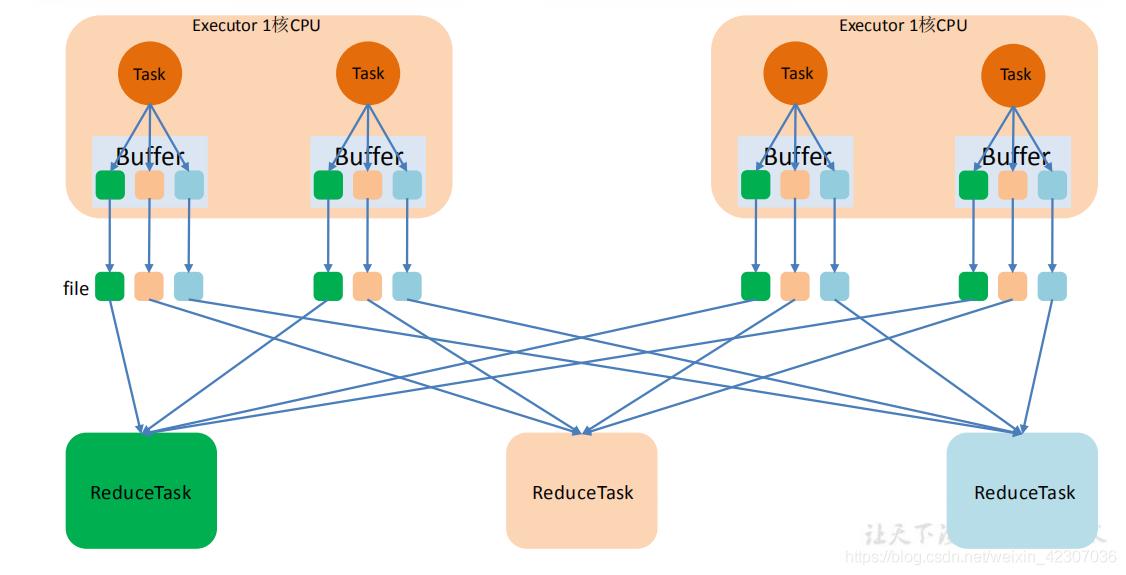 Executor 1核CPU
Executor 1核CPU
Task
Task
Task
Task
Buffer
Buffer
Buffer
Buffer
file
ReduceTask
ReduceTask
ReduceTask
让天下
https://blog.csdn.net/weixin_42307036